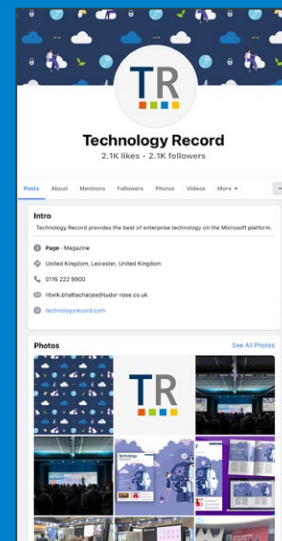 TR
Technology Record
2.1K likes • 2.1K followers
Posts About Mentions Followers Photos Videos More
Intro
Technology Record provides the best of enterprise technology on the Microsoft platform.
Page · Magazine
United Kingdom, Leicester, United Kingdom
0116 222 9900
ritwik.bhattacharjee@tudor-rose.co.uk
technologyrecord.com
Photos See All Photos
TR
Technology